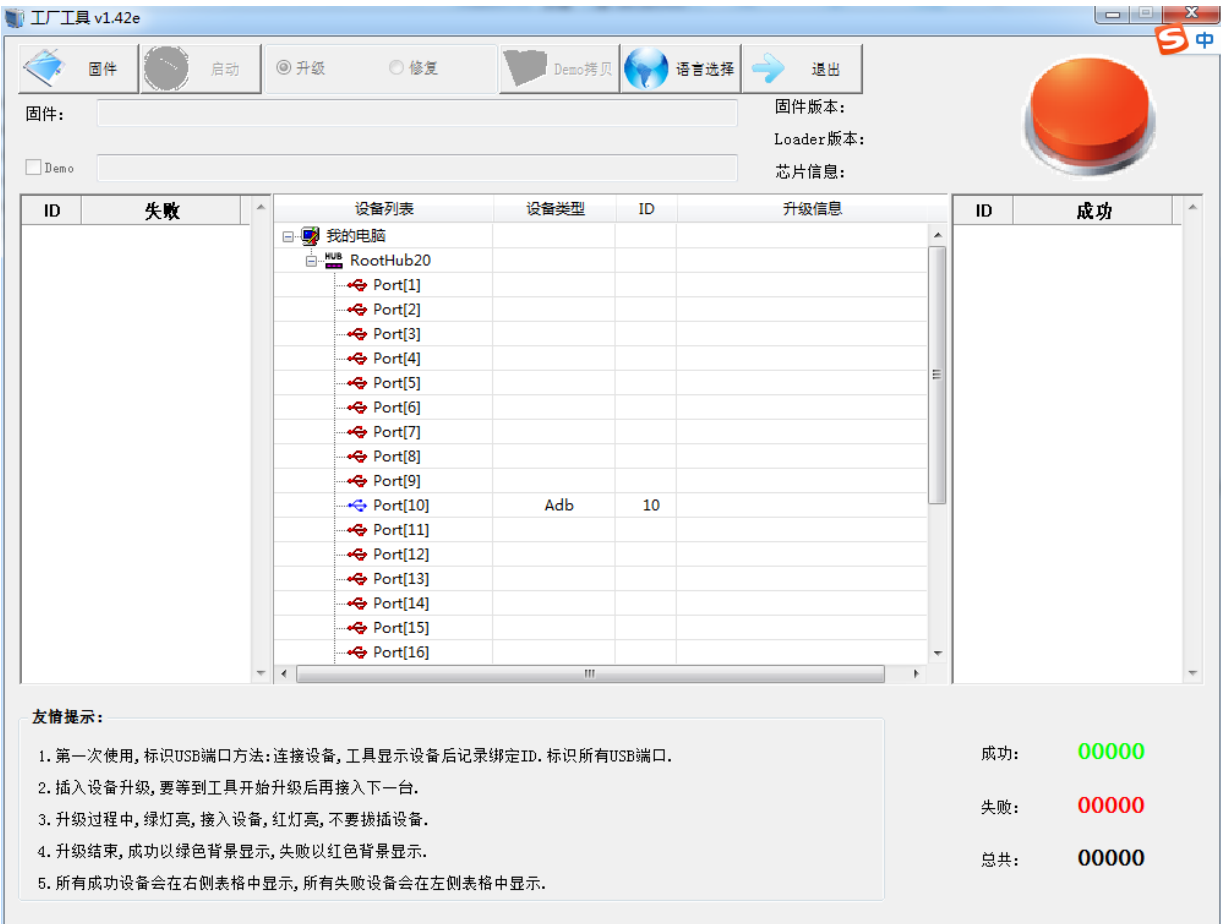 工厂工具 v1.42e
中
固件 启动 升级 修复 Demo拷贝 语言选择 退出
固件:
固件版本:
Loader版本:
Demo
芯片信息:
ID 失败
设备列表 设备类型 ID 升级信息
ID 成功
我的电脑
HUB RootHub20
Port[1]
Port[2]
Port[3]
Port[4]
Port[5]
Port[6]
Port[7]
Port[8]
Port[9]
Port[10] Adb 10
Port[11]
Port[12]
Port[13]
Port[14]
Port[15]
Port[16]
友情提示:
1.第一次使用,标识USB端口方法:连接设备,工具显示设备后记录绑定ID.标识所有USB端口.
2.插入设备升级,要等到工具开始升级后再接入下一台.
3.升级过程中,绿灯亮,接入设备,红灯亮,不要拔插设备.
4.升级结束,成功以绿色背景显示,失败以红色背景显示.
5.所有成功设备会在右侧表格中显示,所有失败设备会在左侧表格中显示.
成功: 00000
失败: 00000
总共: 00000